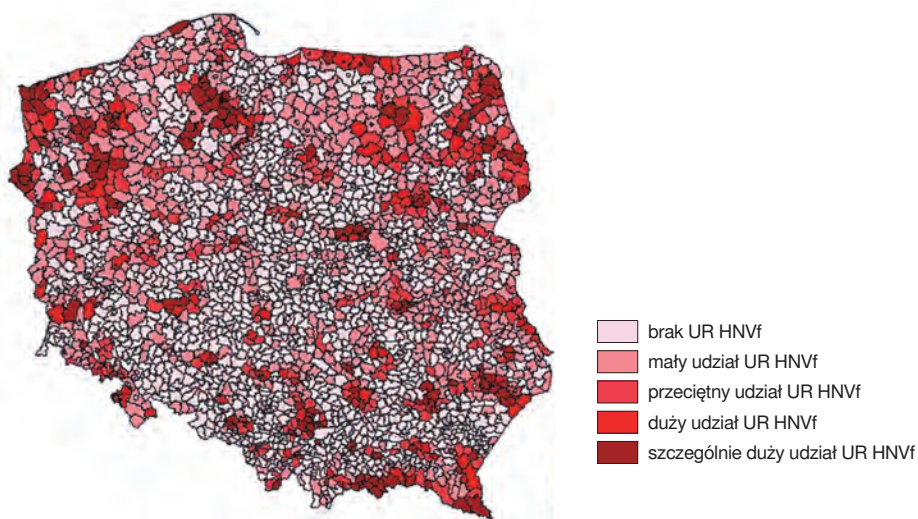 brak UR HNVf
mały udział UR HNVf
przeciętny udział UR HNVf
duży udział UR HNVf
szczególnie duży udział UR HNVf